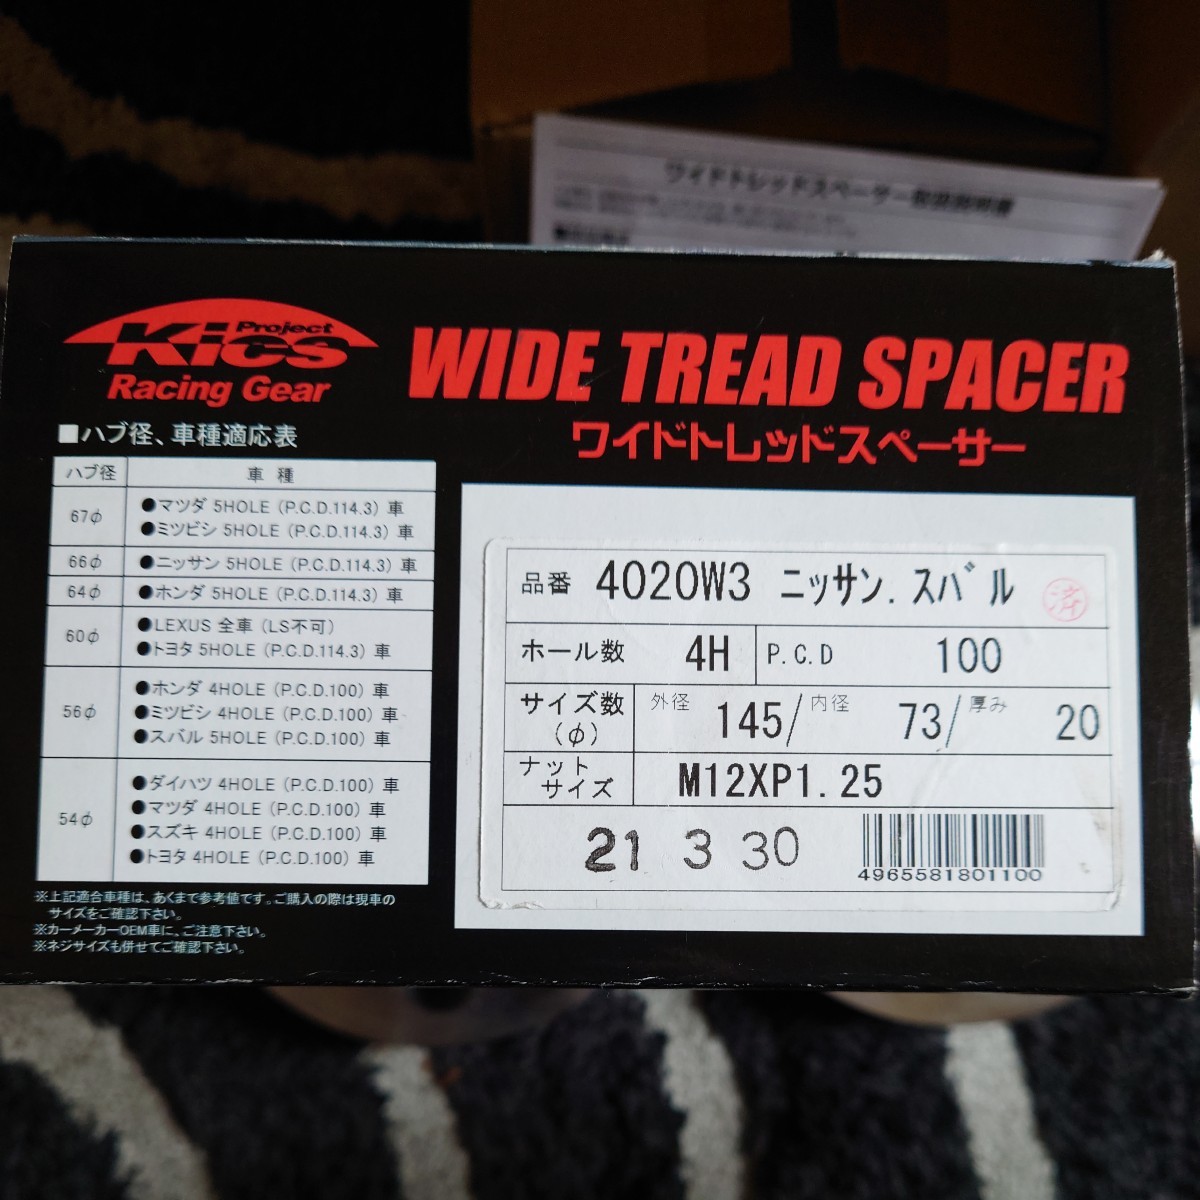 ワイドトレッドスペーサー取扱説明書
Project
Kics
Racing Gear
WIDE TREAD SPACER
ワイドトレッドスペーサー
■ハブ径、車種適応表
ハブ径 車種
67φ ●マツダ 5HOLE (P.C.D.114.3) 車
●ミツビシ 5HOLE (P.C.D.114.3) 車
66φ ●ニッサン 5HOLE (P.C.D.114.3) 車
64φ ●ホンダ 5HOLE (P.C.D.114.3) 車
60φ ●LEXUS 全車 (LS不可)
●トヨタ 5HOLE (P.C.D.114.3) 車
56φ ●ホンダ 4HOLE (P.C.D.100) 車
●ミツビシ 4HOLE (P.C.D.100) 車
●スバル 5HOLE (P.C.D.100) 車
54φ ●ダイハツ 4HOLE (P.C.D.100) 車
●マツダ 4HOLE (P.C.D.100) 車
●スズキ 4HOLE (P.C.D.100) 車
●トヨタ 4HOLE (P.C.D.100) 車
※上記適合車種は、あくまで参考値です。ご購入の際は現車の
サイズをご確認下さい。
※カーメーカーOEM車に、ご注意下さい。
※ネジサイズも併せてご確認下さい。
品番 4020W3 ニッサン.スバル 済
ホール数 4H P.C.D 100
サイズ数 (φ) 外径 145/ 内径 73/ 厚み 20
ナットサイズ M12XP1.25
21 3 30
4965581801100